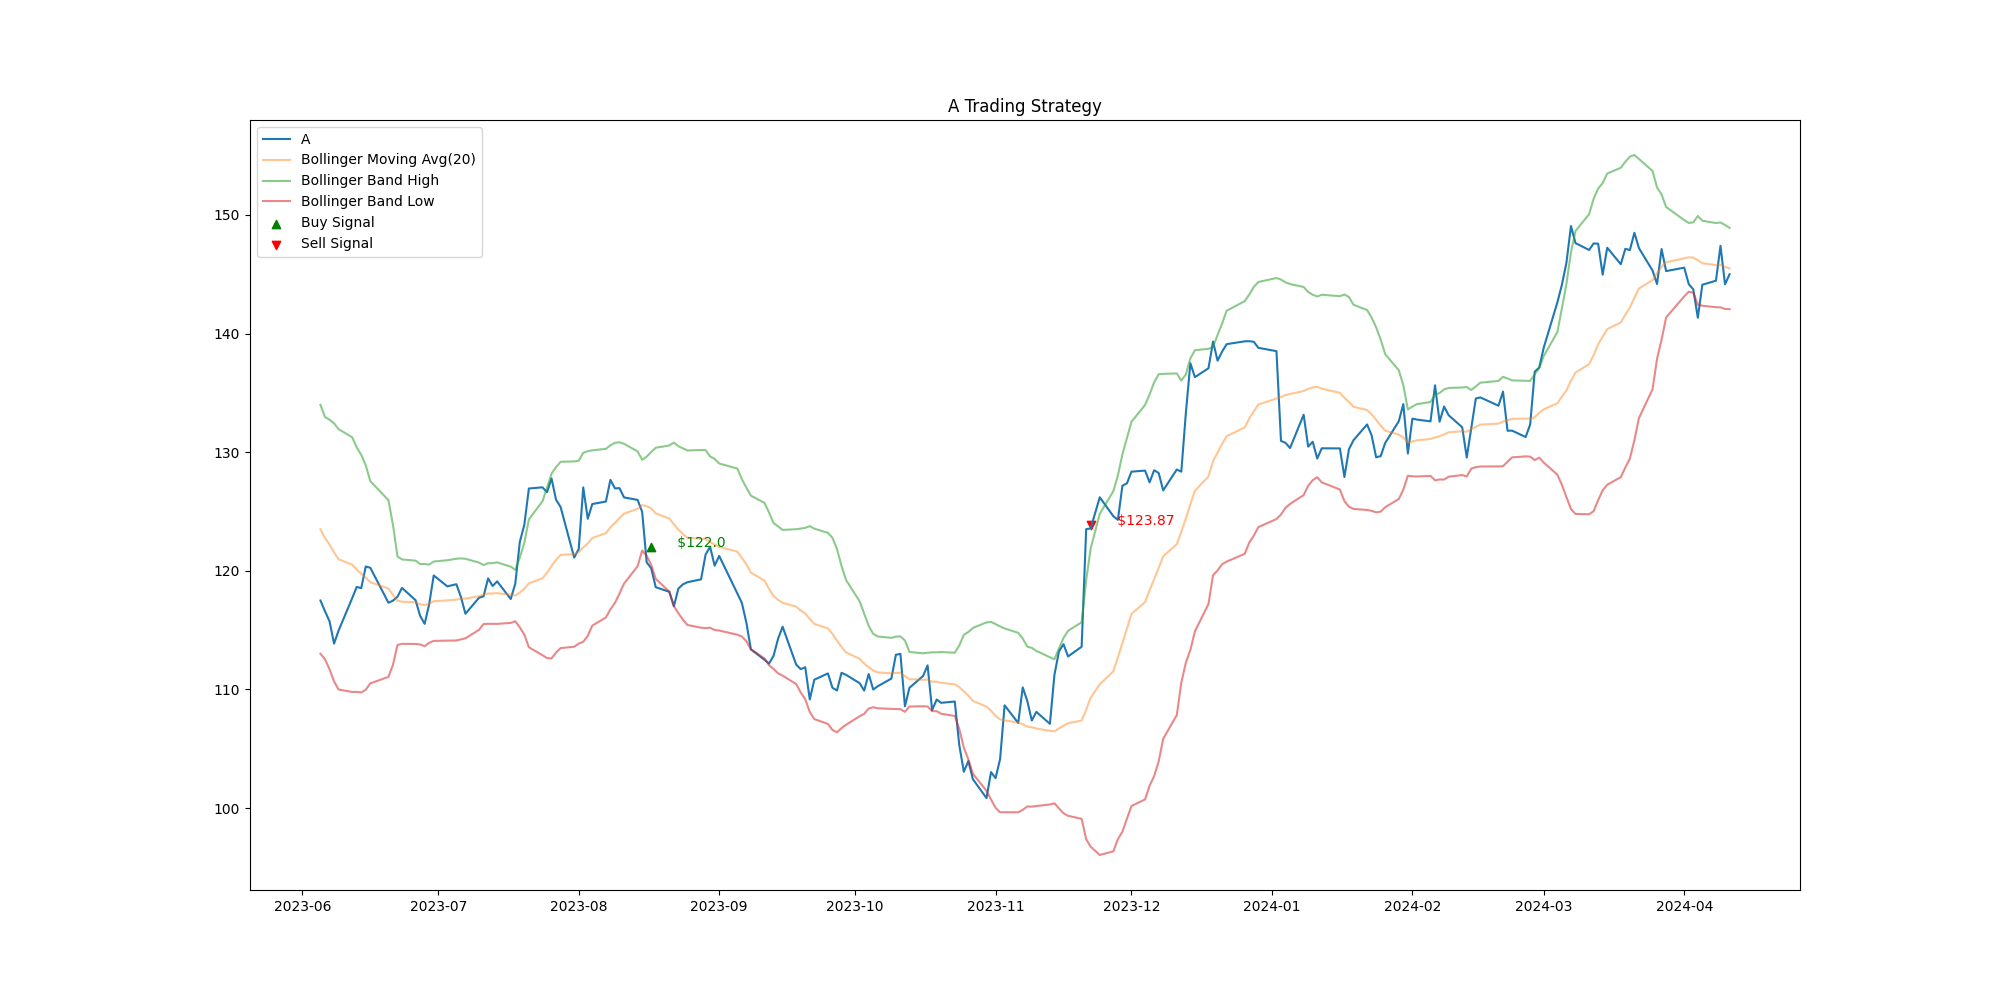 A Trading Strategy
A
Bollinger Moving Avg(20)
Bollinger Band High
Bollinger Band Low
Buy Signal
Sell Signal
150
140
130
120
110
100
$123.87
$122.0
2023-06 2023-07 2023-08 2023-09 2023-10 2023-11 2023-12 2024-01 2024-02 2024-03 2024-04